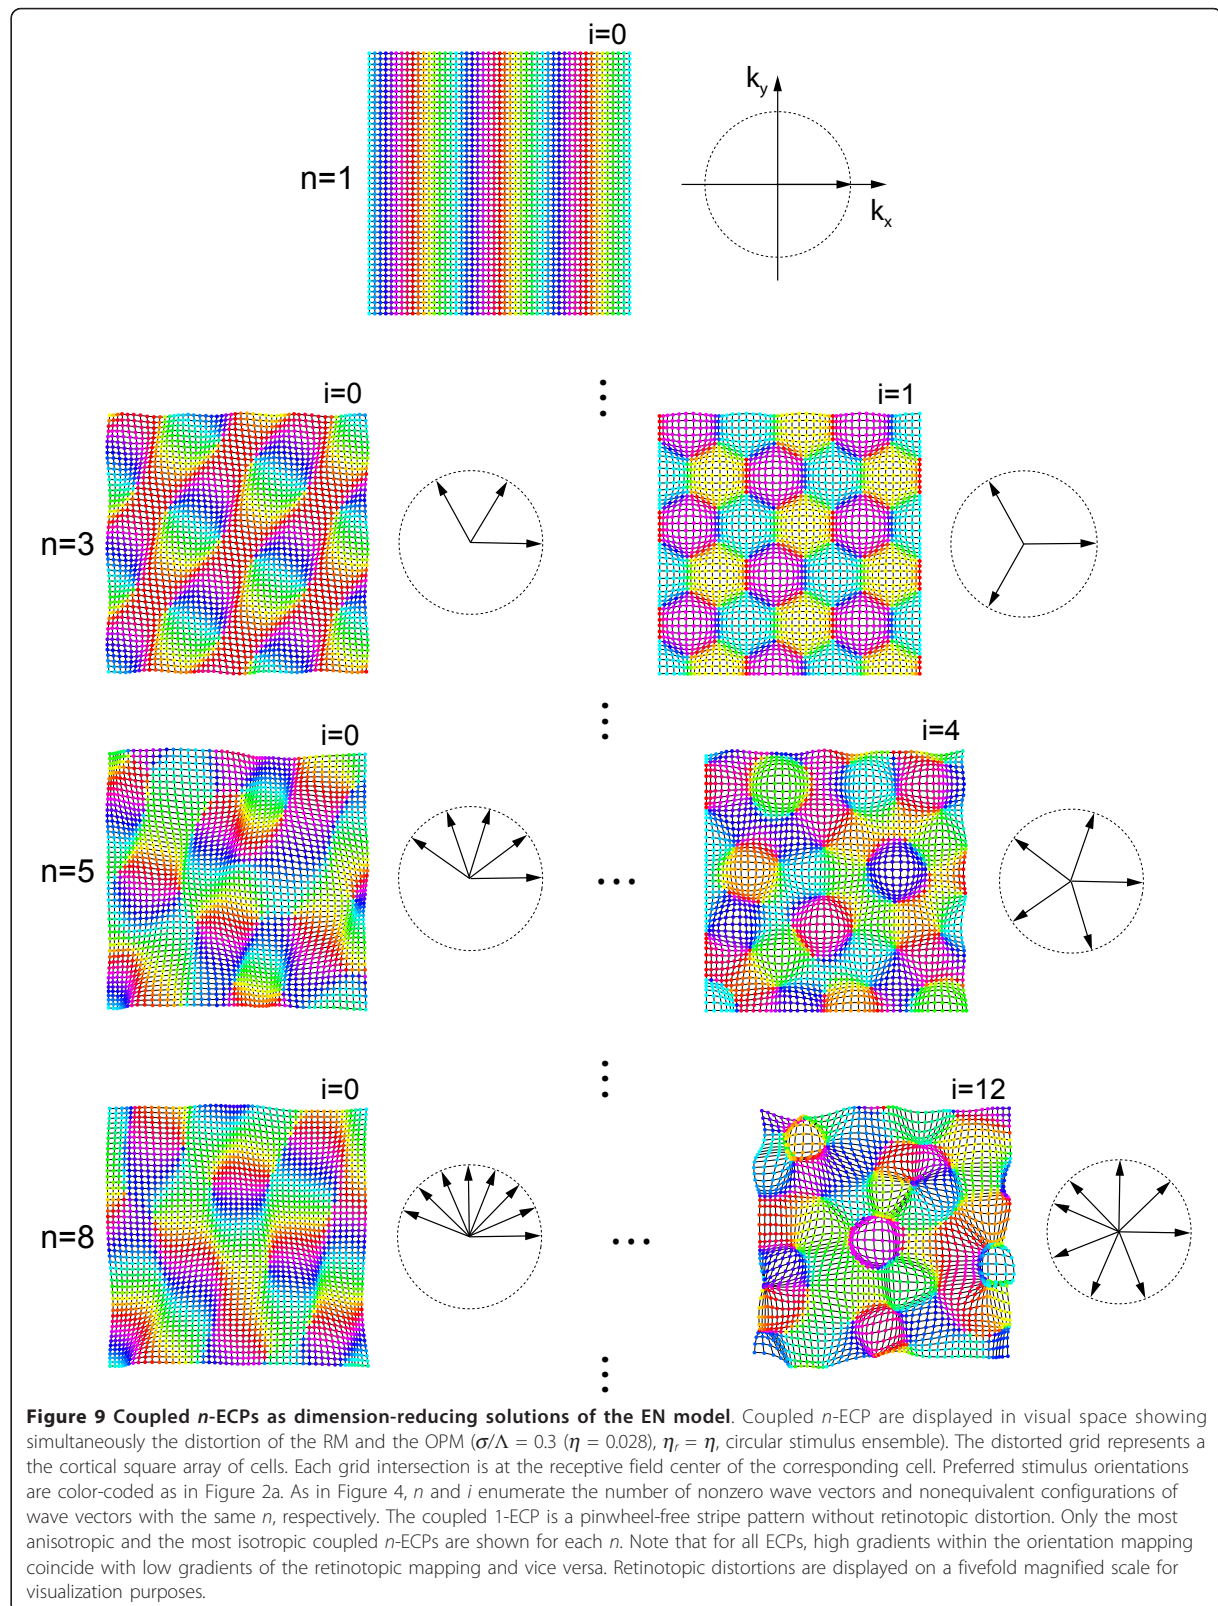 i=0
n=1
k_y
k_x
i=0
i=1
n=3
i=0
i=4
n=5
i=0
i=12
n=8
Figure 9 Coupled n-ECPs as dimension-reducing solutions of the EN model. Coupled n-ECP are displayed in visual space showing
simultaneously the distortion of the RM and the OPM (σ/Λ = 0.3 (η = 0.028), η_r = η, circular stimulus ensemble). The distorted grid represents a
the cortical square array of cells. Each grid intersection is at the receptive field center of the corresponding cell. Preferred stimulus orientations
are color-coded as in Figure 2a. As in Figure 4, n and i enumerate the number of nonzero wave vectors and nonequivalent configurations of
wave vectors with the same n, respectively. The coupled 1-ECP is a pinwheel-free stripe pattern without retinotopic distortion. Only the most
anisotropic and the most isotropic coupled n-ECPs are shown for each n. Note that for all ECPs, high gradients within the orientation mapping
coincide with low gradients of the retinotopic mapping and vice versa. Retinotopic distortions are displayed on a fivefold magnified scale for
visualization purposes.